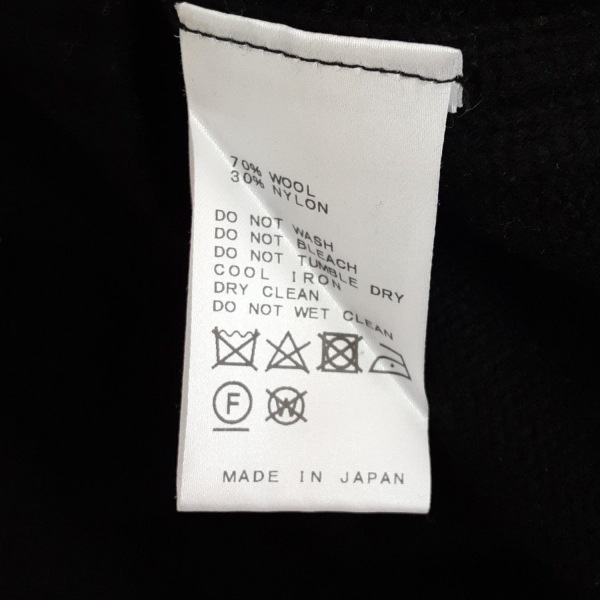 70% WOOL
30% NYLON
DO NOT WASH
DO NOT BLEACH
DO NOT TUMBLE DRY
COOL IRON
DRY CLEAN
DO NOT WET CLEAN
F W
MADE IN JAPAN